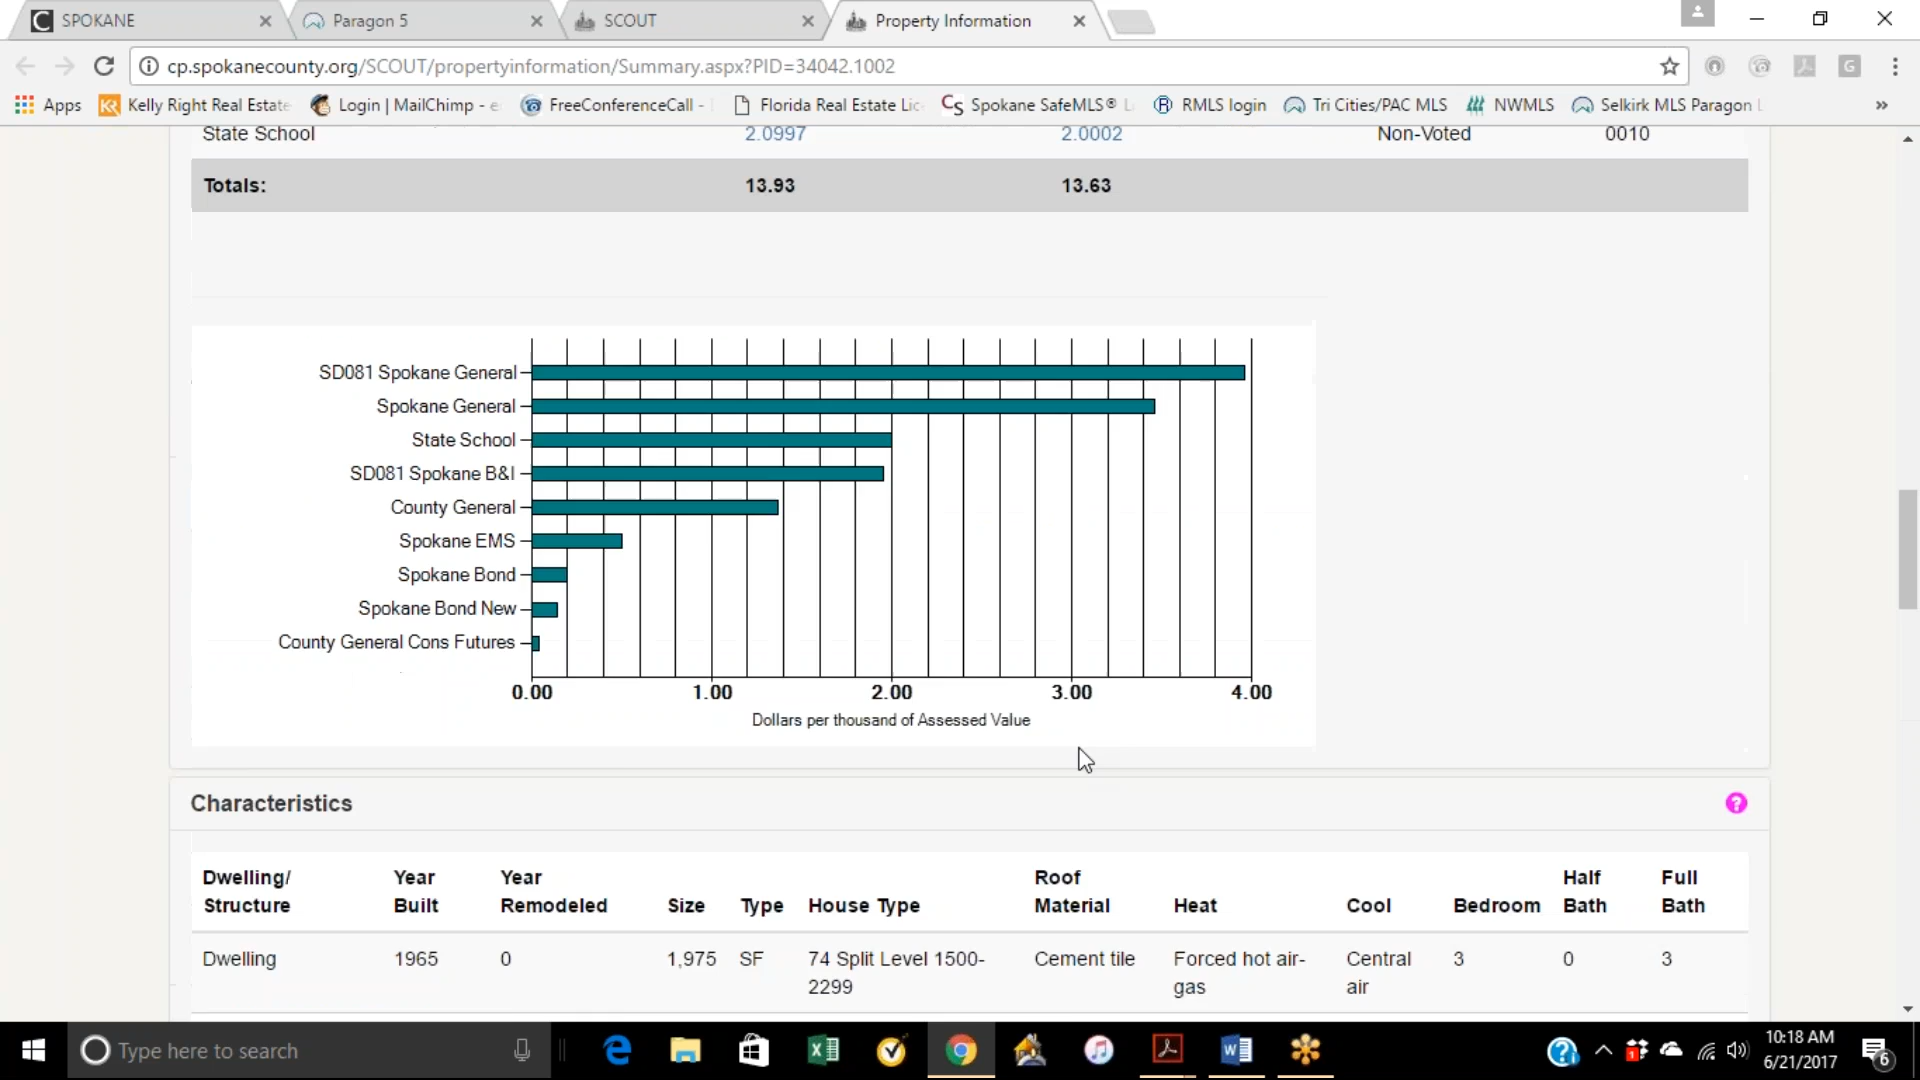 SPOKANE
Paragon 5
SCOUT
Property Information
cp.spokanecounty.org/SCOUT/propertyinformation/Summary.aspx?PID=34042.1002
Apps
Kelly Right Real Estate
Login | MailChimp - e
FreeConferenceCall -
Florida Real Estate Lic
Spokane SafeMLS®
RMLS login
Tri Cities/PAC MLS
NWMLS
Selkirk MLS Paragon
»
State School 2.0997 2.0002 Non-Voted 0010
Totals: 13.93 13.63
SD081 Spokane General
Spokane General
State School
SD081 Spokane B&I
County General
Spokane EMS
Spokane Bond
Spokane Bond New
County General Cons Futures
0.00 1.00 2.00 3.00 4.00
Dollars per thousand of Assessed Value
Characteristics
?
Dwelling/ Year Year Roof Half Full
Structure Built Remodeled Size Type House Type Material Heat Cool Bedroom Bath Bath
Dwelling 1965 0 1,975 SF 74 Split Level 1500- Cement tile Forced hot air- Central 3 0 3
2299 gas air
Type here to search
10:18 AM
6/21/2017
6